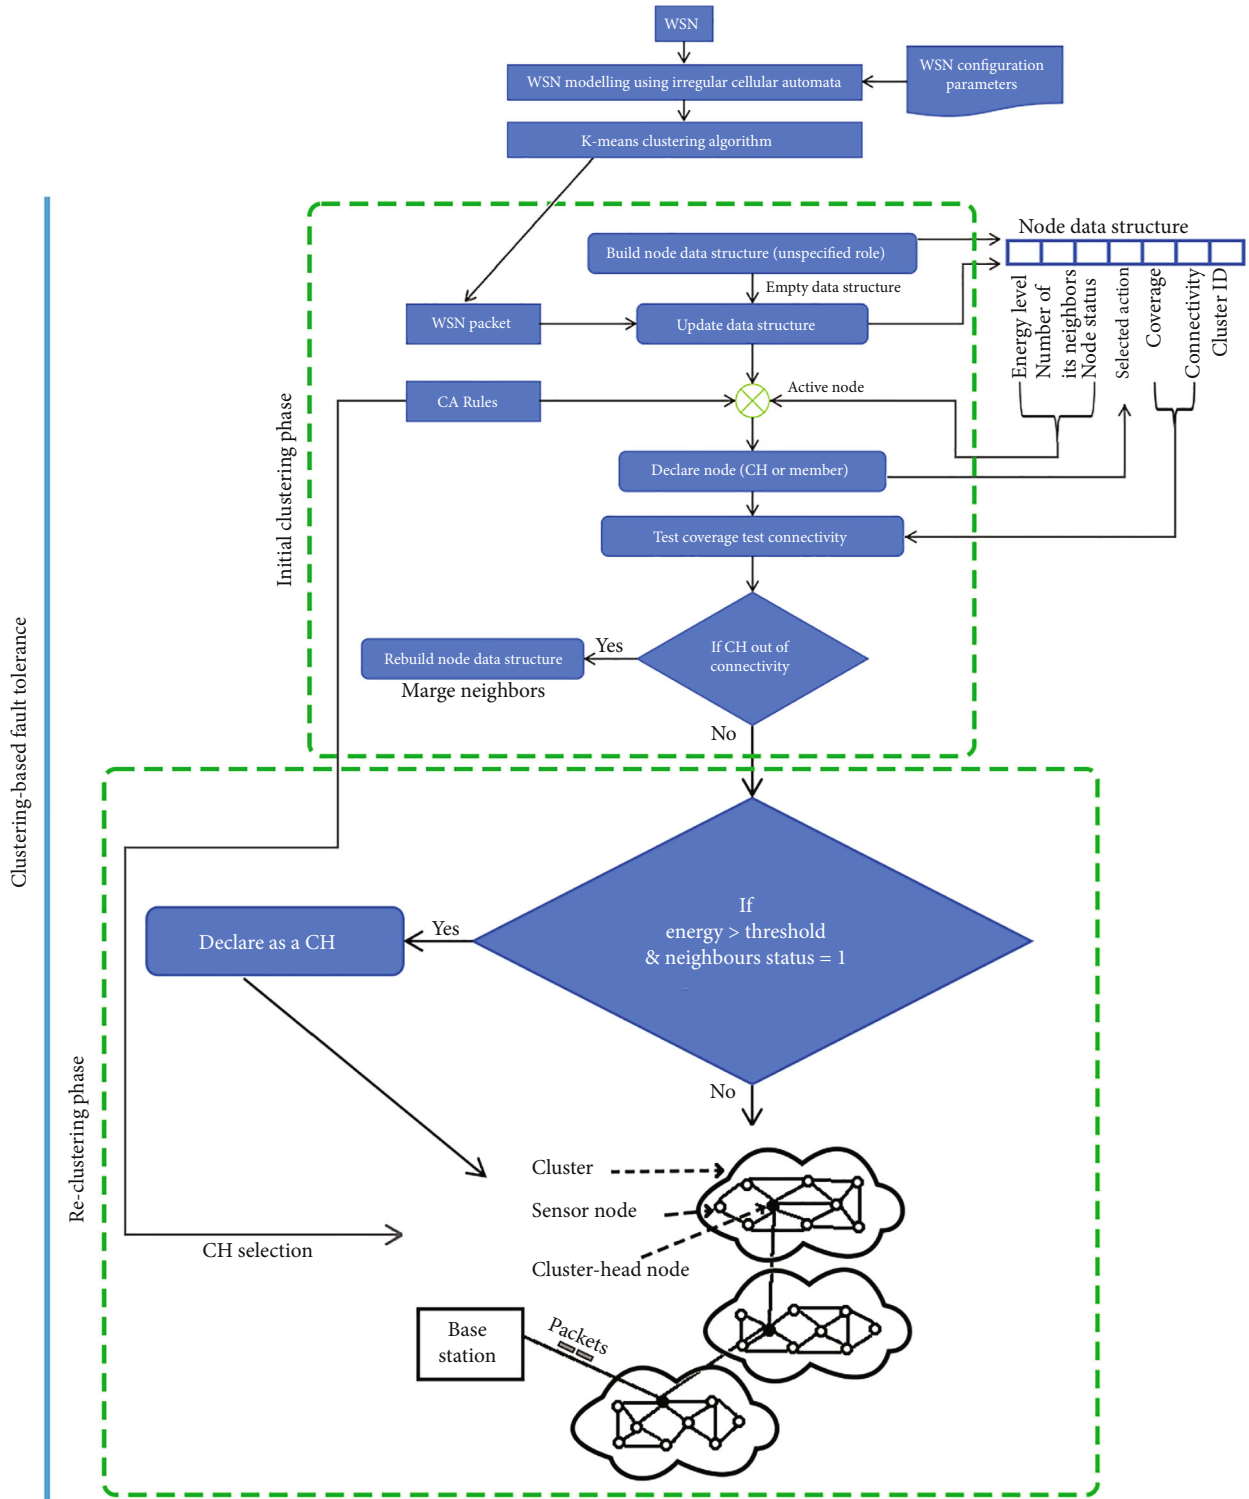 WSN
WSN modelling using irregular cellular automata
WSN configuration
parameters
K-means clustering algorithm
Node data structure
Build node data structure (unspecified role)
Empty data structure
WSN packet
Update data structure
Energy level
Number of
its neighbors
Node status
Selected action
Coverage
Connectivity
Cluster ID
CA Rules
Active node
Declare node (CH or member)
Test coverage test connectivity
Initial clustering phase
If CH out of
connectivity
Yes
Rebuild node data structure
Marge neighbors
No
Clustering-based fault tolerance
If
energy > threshold
& neighbours status = 1
Yes
Declare as a CH
No
Re-clustering phase
Cluster
Sensor node
Cluster-head node
CH selection
Base
station
Packets